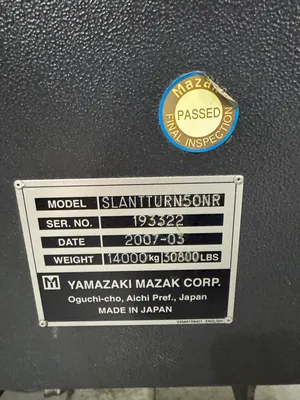 Mazak
PASSED
FINAL INSPECTION
MODEL SLANTTURN50NR
SER. NO. 193322
DATE 2007-03
WEIGHT 14000kg 30800LBS
M YAMAZAKI MAZAK CORP.
Oguchi-cho, Aichi Pref., Japan
MADE IN JAPAN